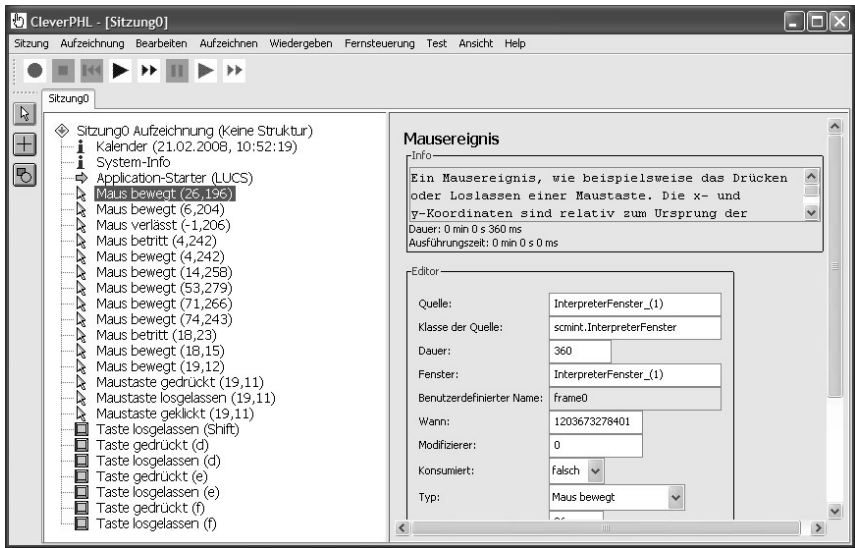 CleverPHL - [Sitzung0]
Sitzung Aufzeichnung Bearbeiten Aufzeichnen Wiedergeben Fernsteuerung Test Ansicht Help
Sitzung0
Sitzung0 Aufzeichnung (Keine Struktur)
Kalender (21.02.2008, 10:52:19)
System-Info
Application-Starter (LUCS)
Maus bewegt (26,196)
Maus bewegt (6,204)
Maus verlässt (-1,206)
Maus betritt (4,242)
Maus bewegt (4,242)
Maus bewegt (14,258)
Maus bewegt (53,279)
Maus bewegt (71,266)
Maus bewegt (74,243)
Maus betritt (18,23)
Maus bewegt (18,15)
Maus bewegt (19,12)
Maustaste gedrückt (19,11)
Maustaste losgelassen (19,11)
Maustaste geklickt (19,11)
Taste losgelassen (Shift)
Taste gedrückt (d)
Taste losgelassen (d)
Taste gedrückt (e)
Taste losgelassen (e)
Taste gedrückt (f)
Taste losgelassen (f)
Mausereignis
Info
Ein Mausereignis, wie beispielsweise das Drücken
oder Loslassen einer Maustaste. Die x- und
y-Koordinaten sind relativ zum Ursprung der
Dauer: 0 min 0 s 360 ms
Ausführungszeit: 0 min 0 s 0 ms
Editor
Quelle: InterpreterFenster_(1)
Klasse der Quelle: scmint.InterpreterFenster
Dauer: 360
Fenster: InterpreterFenster_(1)
Benutzerdefinierter Name: frame0
Wann: 1203673278401
Modifizierer: 0
Konsumiert: falsch
Typ: Maus bewegt